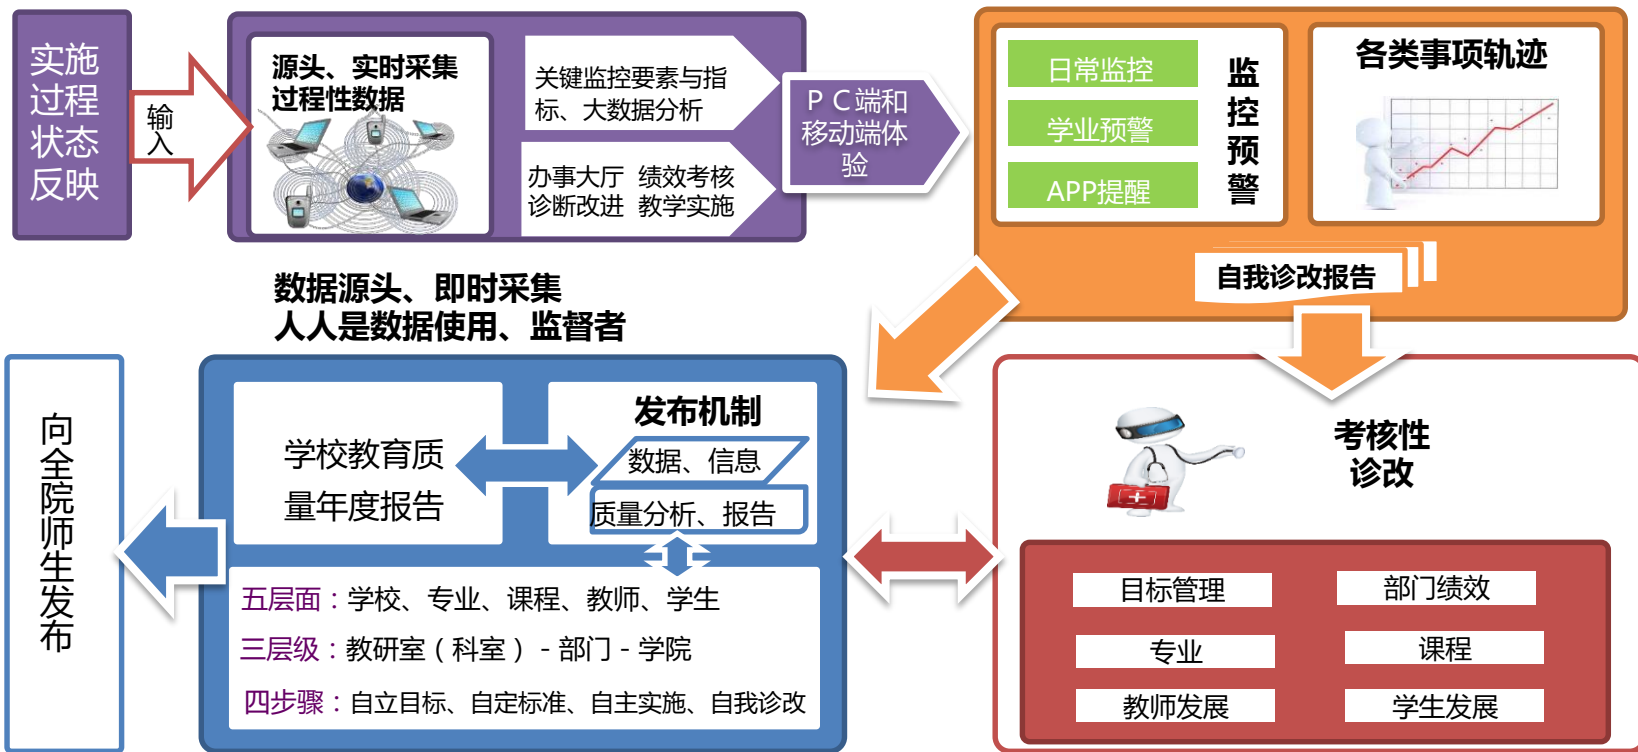 实施
过程
状态
反映
输
入
源头、实时采集
过程性数据
关键监控要素与指
标、大数据分析
办事大厅 绩效考核
诊断改进 教学实施
PC端和
移动端体
验
日常监控
学业预警
APP提醒
监
控
预
警
各类事项轨迹
自我诊改报告
数据源头、即时采集
人人是数据使用、监督者
向
全
院
师
生
发
布
学校教育质
量年度报告
发布机制
数据、信息
质量分析、报告
五层面：学校、专业、课程、教师、学生
三层级：教研室（科室）-部门-学院
四步骤：自立目标、自定标准、自主实施、自我诊改
考核性
诊改
目标管理
部门绩效
专业
课程
教师发展
学生发展